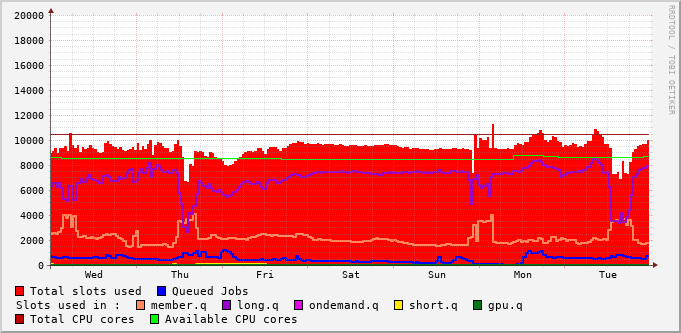 20000
18000
16000
14000
12000
10000
8000
6000
4000
2000
0
Wed Thu Fri Sat Sun Mon Tue
Total slots used Queued Jobs
Slots used in : member.q long.q ondemand.q short.q gpu.q
Total CPU cores Available CPU cores
RRDTOOL / TOBI OETIKER